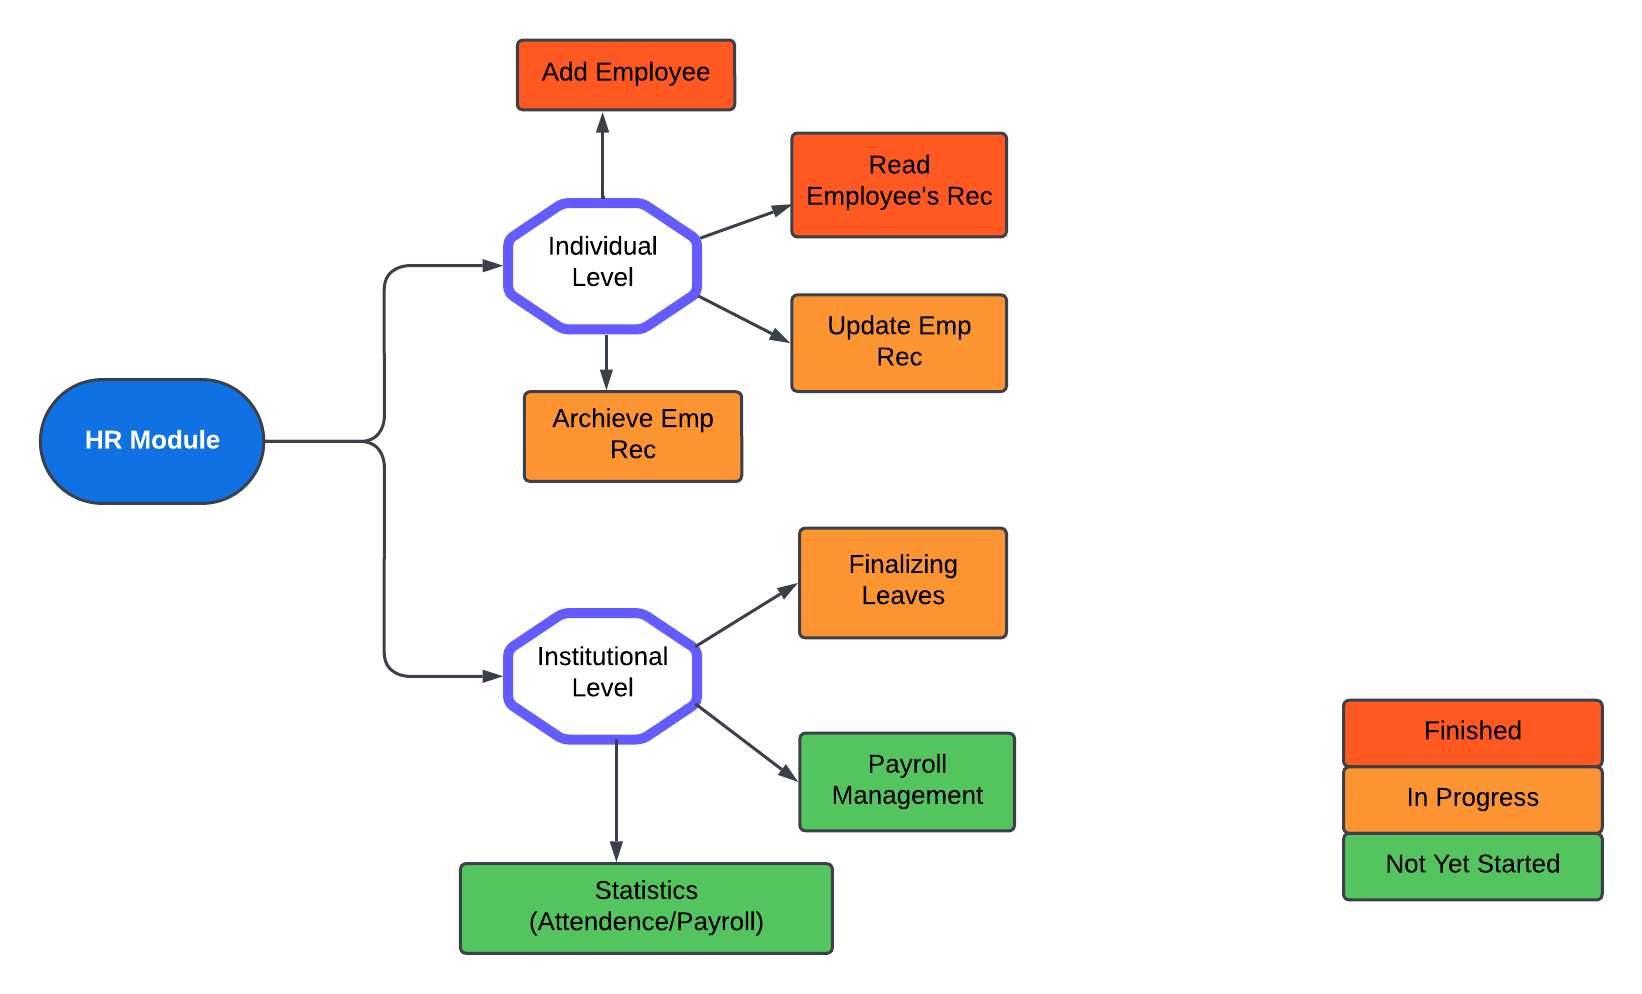 Add Employee
Read
Employee's Rec
Individual
Level
Update Emp
Rec
Archieve Emp
Rec
HR Module
Finalizing
Leaves
Institutional
Level
Payroll
Management
Statistics
(Attendence/Payroll)
Finished
In Progress
Not Yet Started